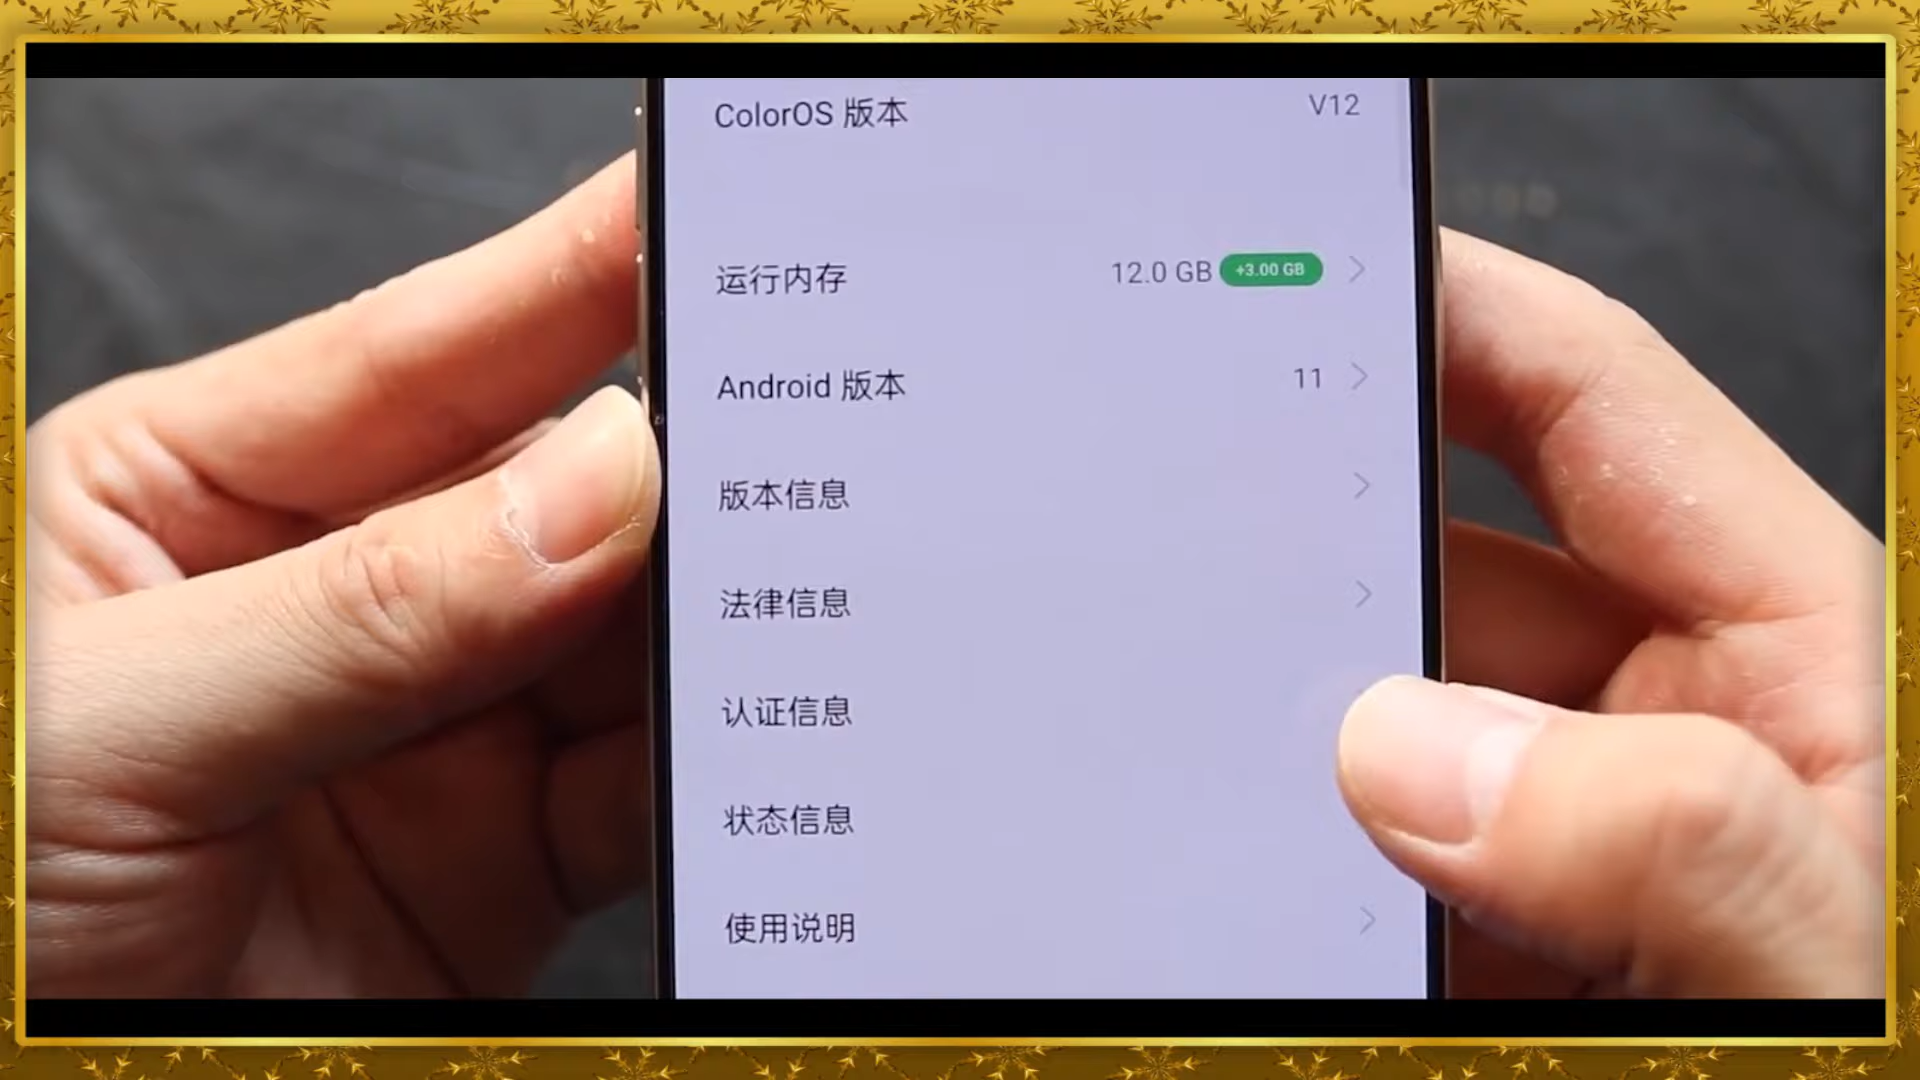 ColorOS 版本 V12
运行内存 12.0 GB +3.00 GB
Android 版本 11
版本信息
法律信息
认证信息
状态信息
使用说明